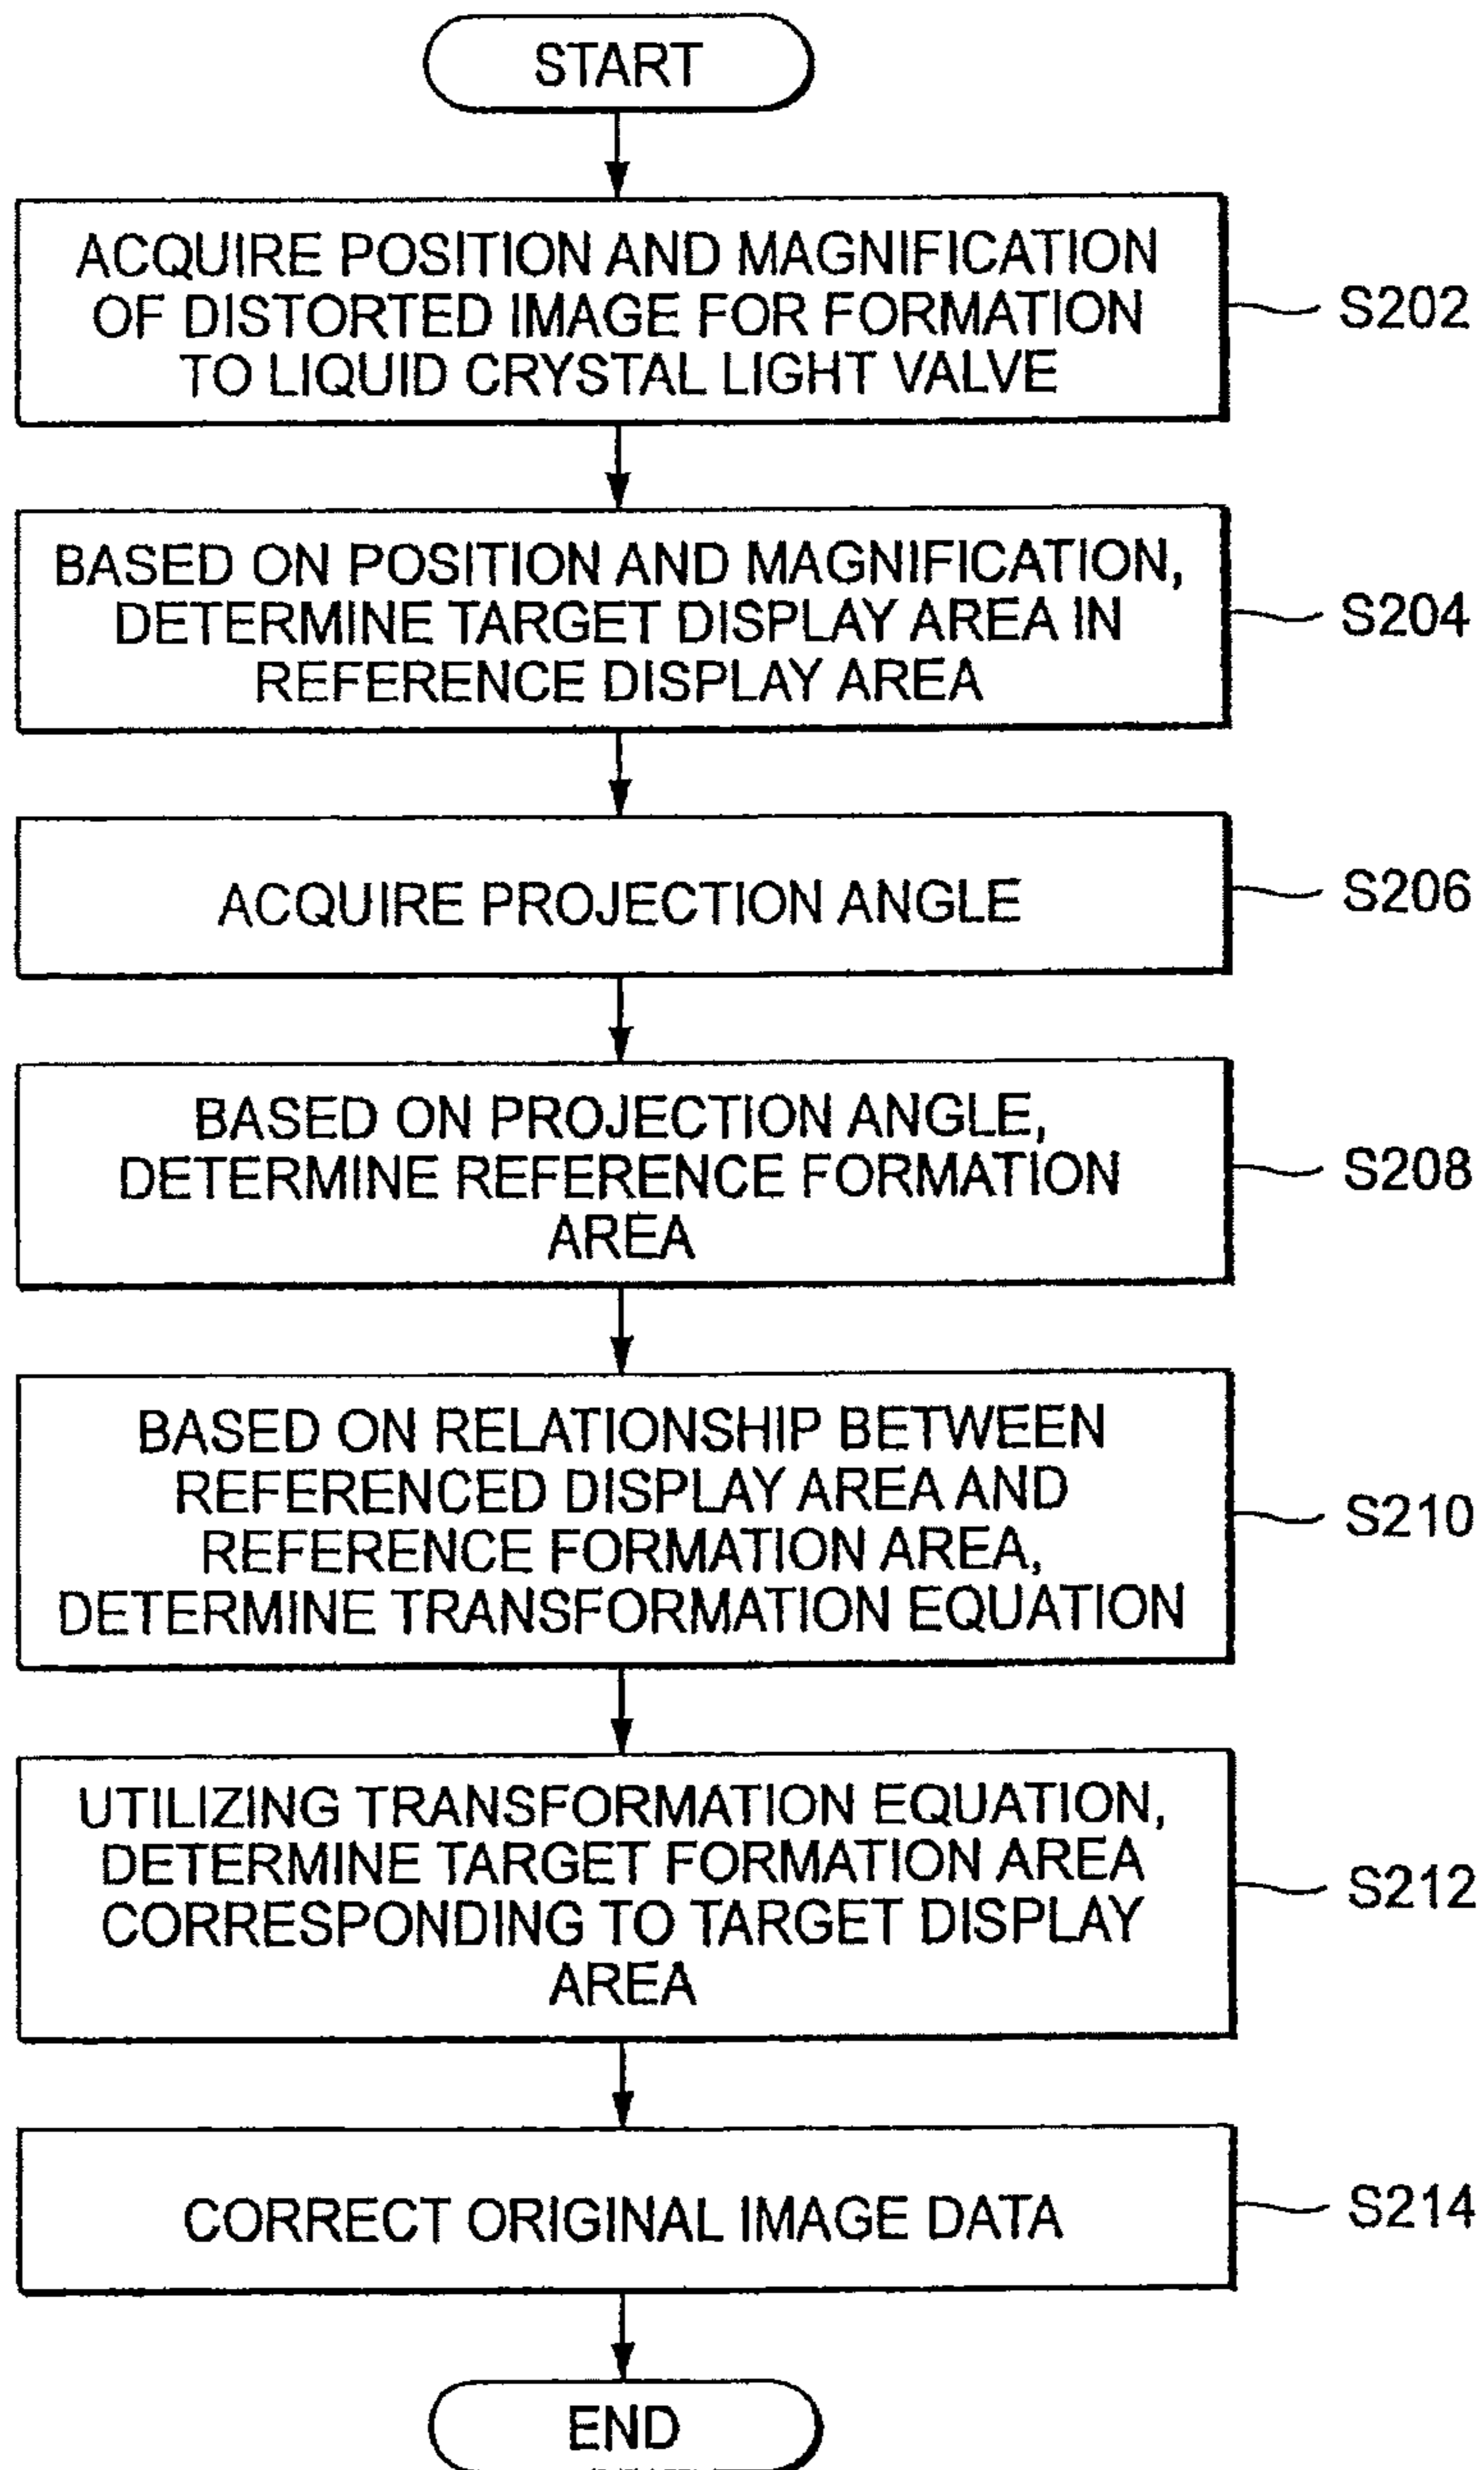 START
ACQUIRE POSITION AND MAGNIFICATION
OF DISTORTED IMAGE FOR FORMATION
TO LIQUID CRYSTAL LIGHT VALVE
S202
BASED ON POSITION AND MAGNIFICATION,
DETERMINE TARGET DISPLAY AREA IN
REFERENCE DISPLAY AREA
S204
ACQUIRE PROJECTION ANGLE
S206
BASED ON PROJECTION ANGLE,
DETERMINE REFERENCE FORMATION
AREA
S208
BASED ON RELATIONSHIP BETWEEN
REFERENCED DISPLAY AREA AND
REFERENCE FORMATION AREA,
DETERMINE TRANSFORMATION EQUATION
S210
UTILIZING TRANSFORMATION EQUATION,
DETERMINE TARGET FORMATION AREA
CORRESPONDING TO TARGET DISPLAY
AREA
S212
CORRECT ORIGINAL IMAGE DATA
S214
END